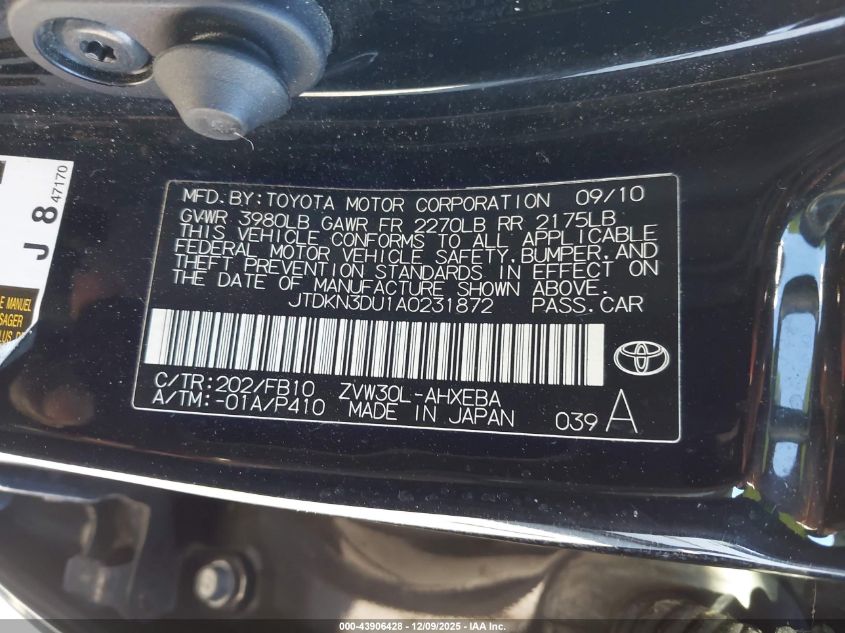 MFD. BY: TOYOTA MOTOR CORPORATION 09/10
GVWR 3980LB GAWR FR 2270LB RR 2175LB
THIS VEHICLE CONFORMS TO ALL APPLICABLE
FEDERAL MOTOR VEHICLE SAFETY, BUMPER, AND
THEFT PREVENTION STANDARDS IN EFFECT ON
THE DATE OF MANUFACTURE SHOWN ABOVE.
JTDKN3DU1A0231872 PASS. CAR
C/TR: 202/FB10 ZVW30L-AHXEBA
A/TM: -01A/P410 MADE IN JAPAN 039 A
J 8 47170
MANUEL
000-43906428 - 12/09/2025 - IAA Inc.